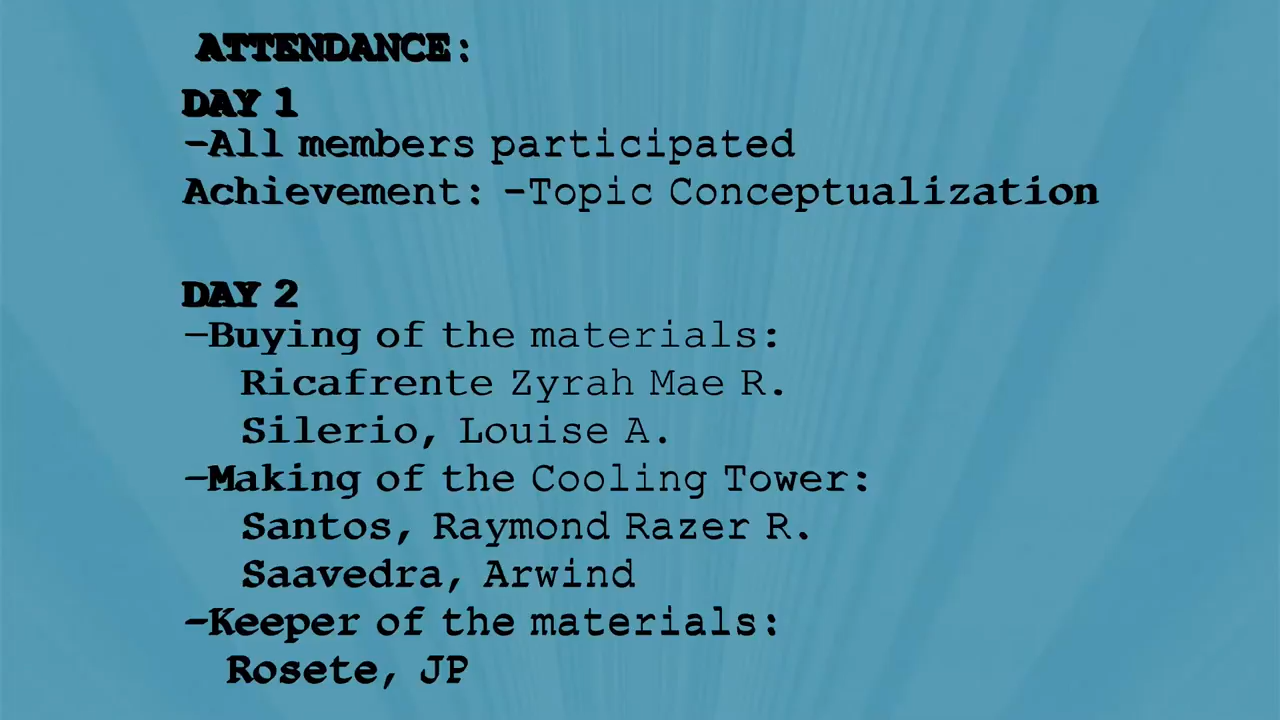 ATTENDANCE:
DAY 1
-All members participated
Achievement: -Topic Conceptualization
DAY 2
-Buying of the materials:
Ricafrente Zyrah Mae R.
Silerio, Louise A.
-Making of the Cooling Tower:
Santos, Raymond Razer R.
Saavedra, Arwind
-Keeper of the materials:
Rosete, JP